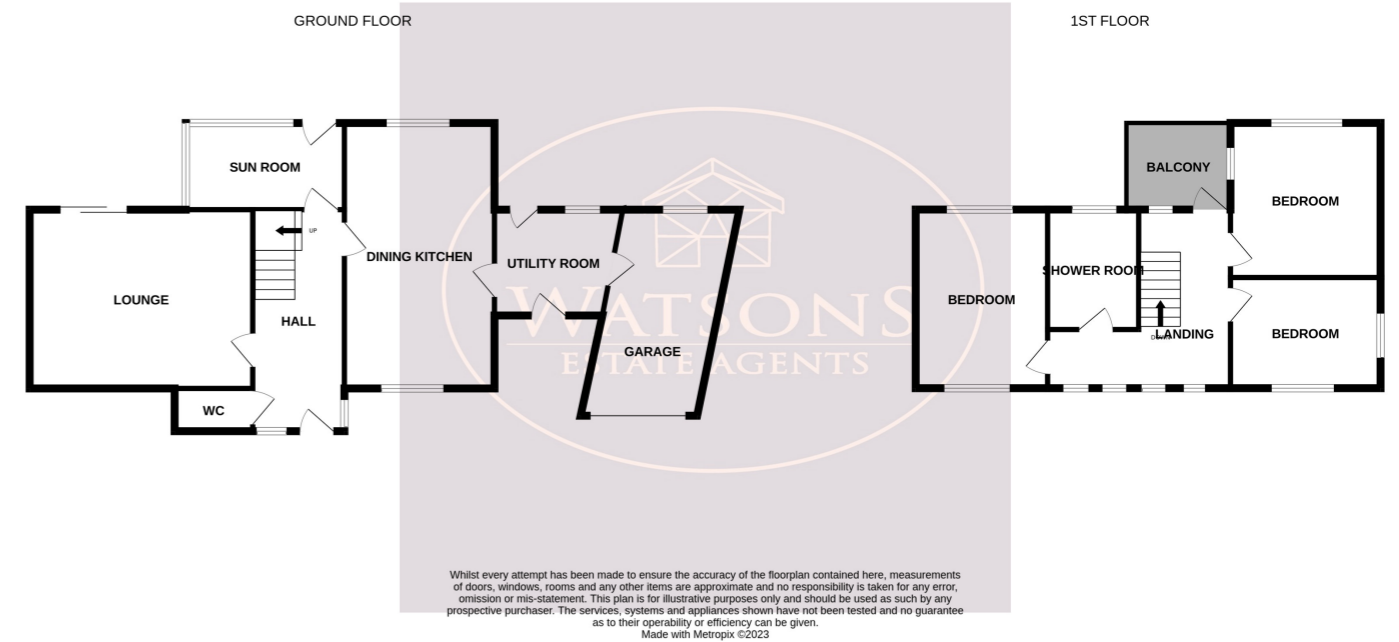 GROUND FLOOR
1ST FLOOR
SUN ROOM
BALCONY
BEDROOM
UP
DINING KITCHEN
UTILITY ROOM
LOUNGE
HALL
SHOWER ROOM
BEDROOM
WATSONS
ESTATE AGENTS
GARAGE
LANDING
BEDROOM
WC
Whilst every attempt has been made to ensure the accuracy of the floorplan contained here, measurements
of doors, windows, rooms and any other items are approximate and no responsibility is taken for any error,
omission or mis-statement. This plan is for illustrative purposes only and should be used as such by any
prospective purchaser. The services, systems and appliances shown have not been tested and no guarantee
as to their operability or efficiency can be given.
Made with Metropix ©2023